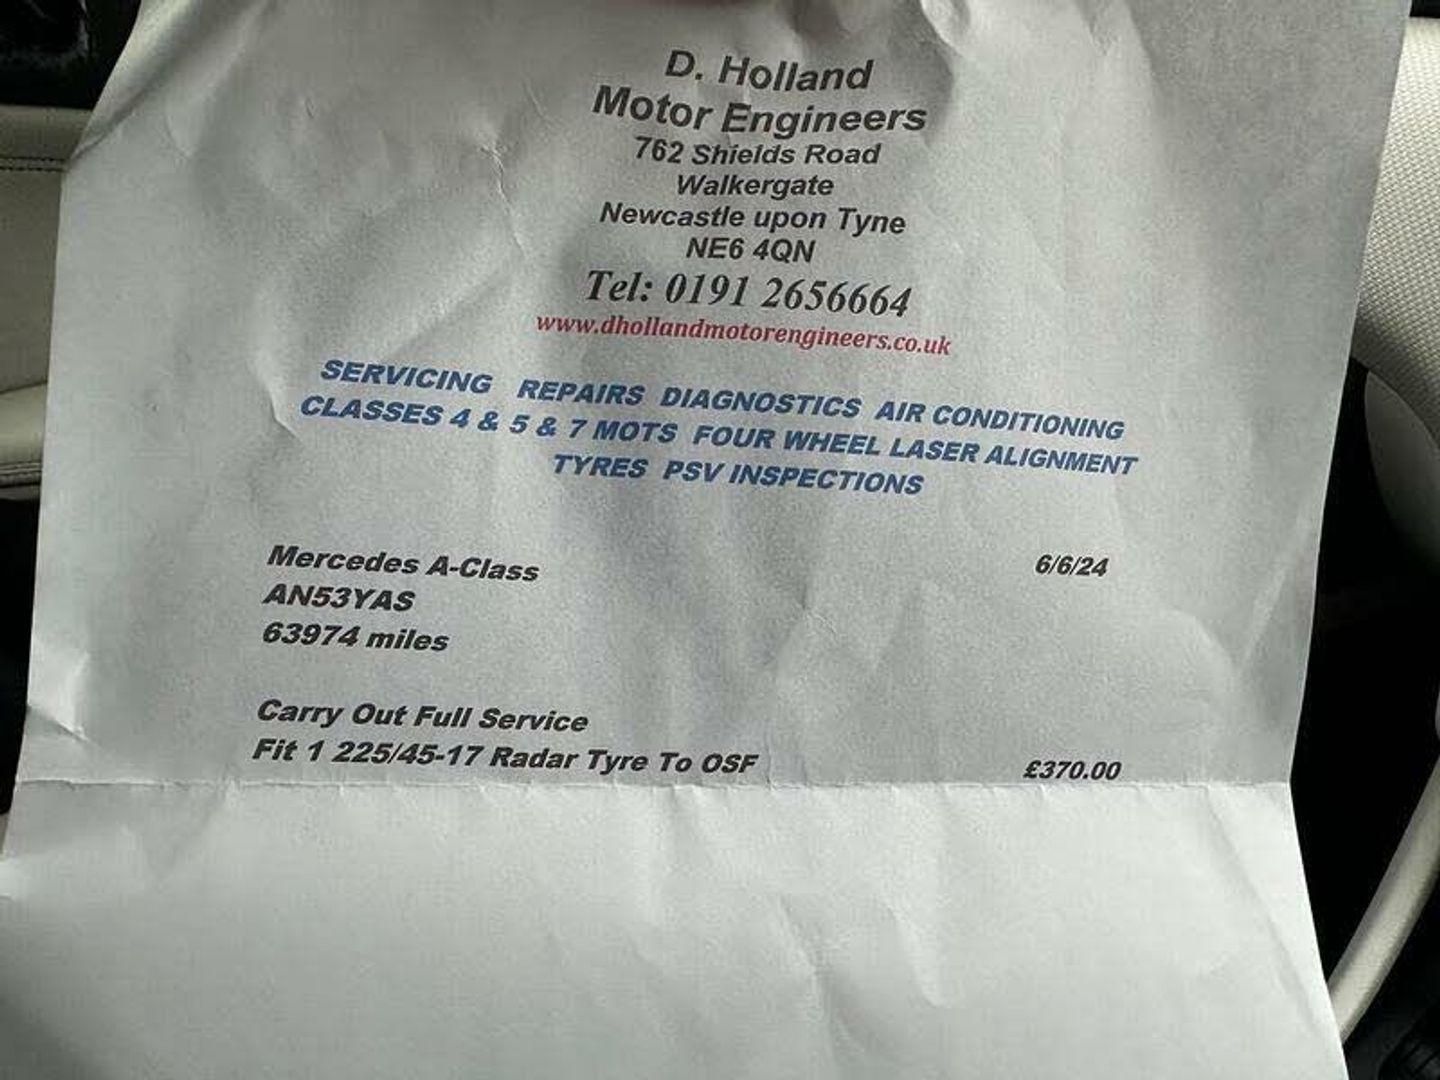 D. Holland
Motor Engineers
762 Shields Road
Walkergate
Newcastle upon Tyne
NE6 4QN
Tel: 0191 2656664
www.dhollandmotorengineers.co.uk
SERVICING REPAIRS DIAGNOSTICS AIR CONDITIONING
CLASSES 4 & 5 & 7 MOTS FOUR WHEEL LASER ALIGNMENT
TYRES PSV INSPECTIONS
Mercedes A-Class 6/6/24
AN53YAS
63974 miles
Carry Out Full Service
Fit 1 225/45-17 Radar Tyre To OSF £370.00